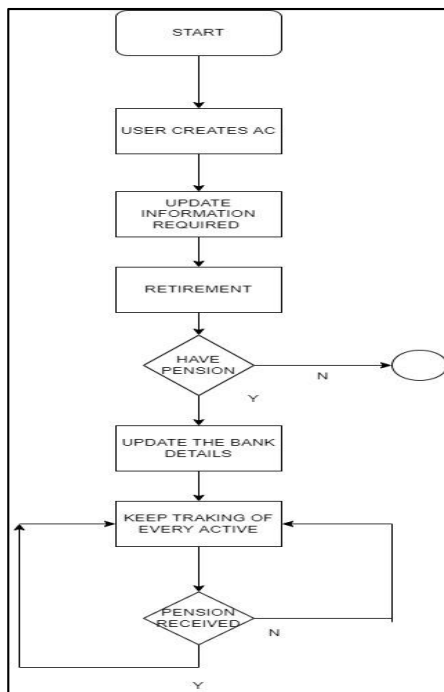 START
USER CREATES AC
UPDATE
INFORMATION
REQUIRED
RETIREMENT
HAVE
PENSION
N
Y
UPDATE THE BANK
DETAILS
KEEP TRAKING OF
EVERY ACTIVE
PENSION
RECEIVED
N
Y